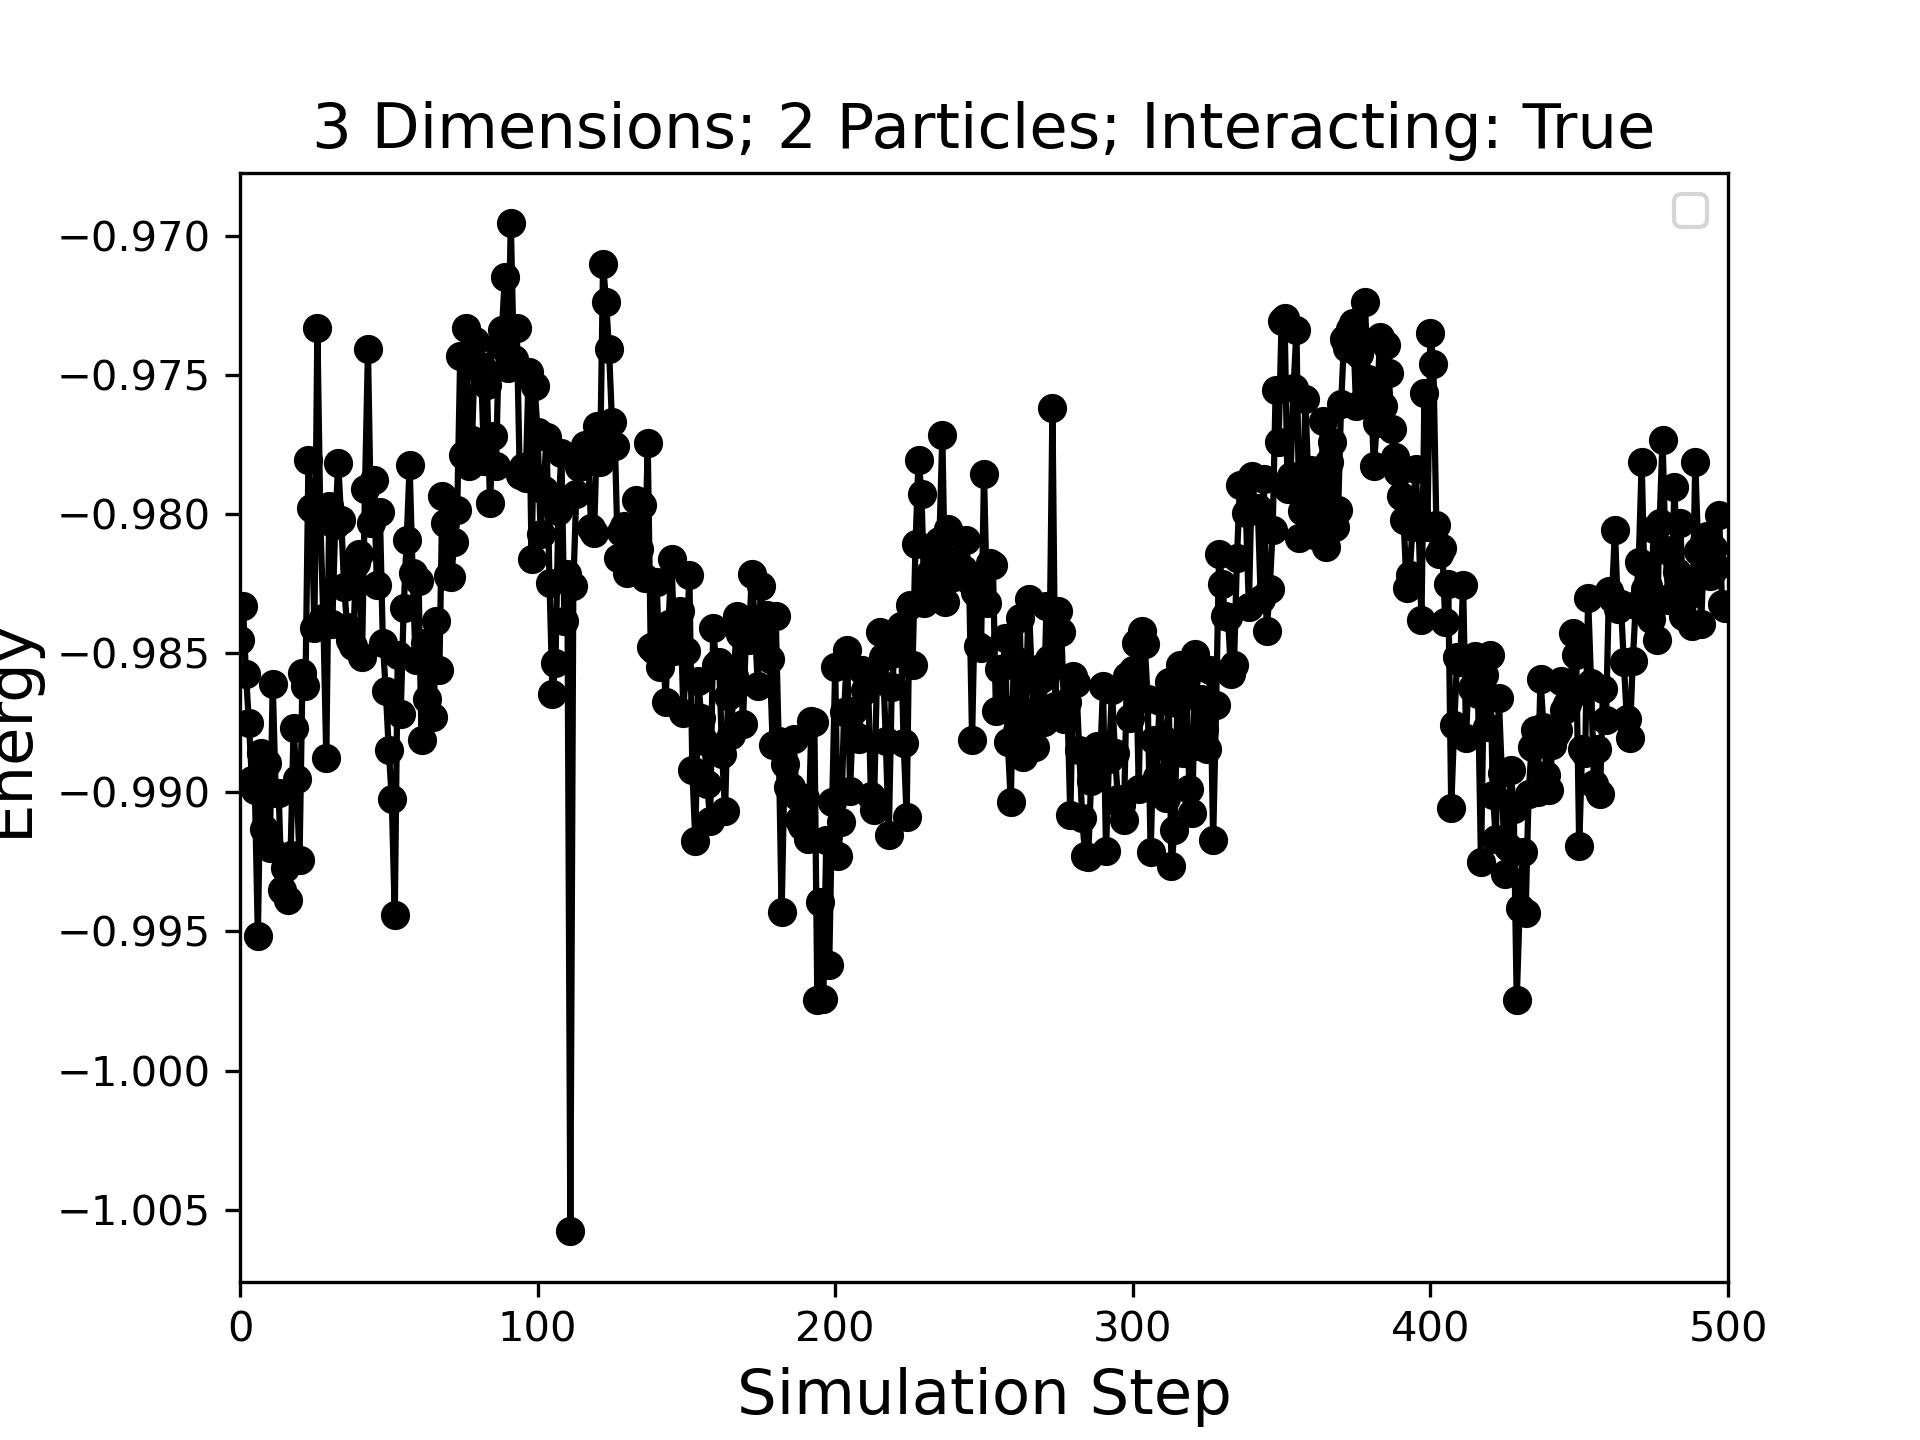 3 Dimensions; 2 Particles; Interacting: True
−0.970
−0.975
−0.980
−0.985
−0.990
−0.995
−1.000
−1.005
Energy
0 100 200 300 400 500
Simulation Step